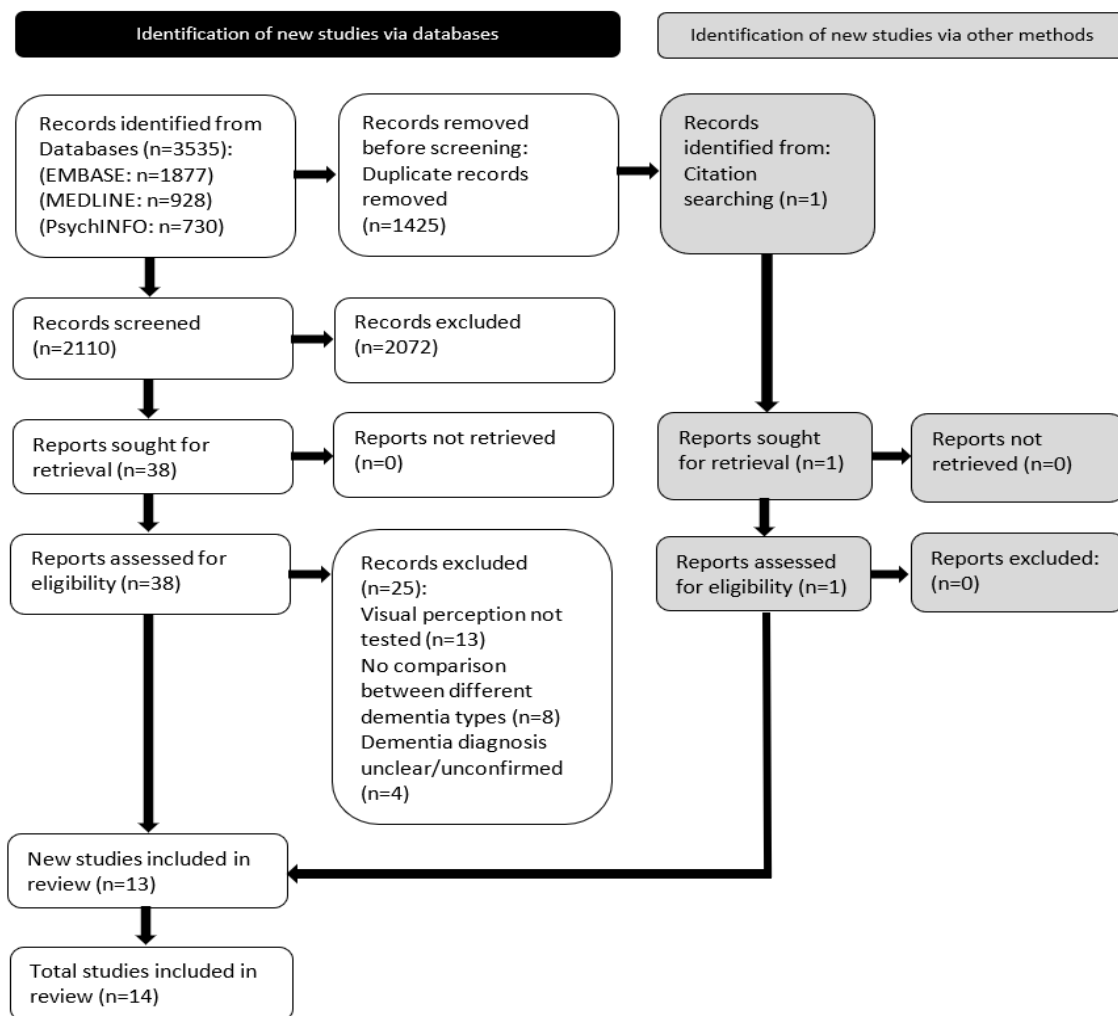 Identification of new studies via databases
Identification of new studies via other methods
Records identified from
Databases (n=3535):
(EMBASE: n=1877)
(MEDLINE: n=928)
(PsychINFO: n=730)
Records removed
before screening:
Duplicate records
removed
(n=1425)
Records
identified from:
Citation
searching (n=1)
Records screened
(n=2110)
Records excluded
(n=2072)
Reports sought for
retrieval (n=38)
Reports not retrieved
(n=0)
Reports sought
for retrieval (n=1)
Reports not
retrieved (n=0)
Reports assessed for
eligibility (n=38)
Records excluded
(n=25):
Visual perception not
tested (n=13)
No comparison
between different
dementia types (n=8)
Dementia diagnosis
unclear/unconfirmed
(n=4)
Reports assessed
for eligibility (n=1)
Reports excluded:
(n=0)
New studies included in
review (n=13)
Total studies included in
review (n=14)